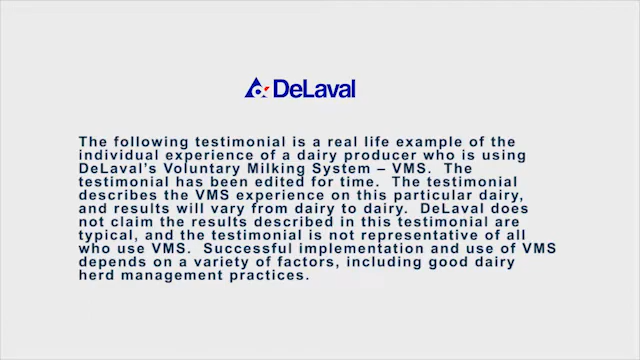 DeLaval
The following testimonial is a real life example of the
individual experience of a dairy producer who is using
DeLaval's Voluntary Milking System – VMS.  The
testimonial has been edited for time.  The testimonial
describes the VMS experience on this particular dairy,
and results will vary from dairy to dairy.  DeLaval does
not claim the results described in this testimonial are
typical, and the testimonial is not representative of all
who use VMS.  Successful implementation and use of VMS
depends on a variety of factors, including good dairy
herd management practices.